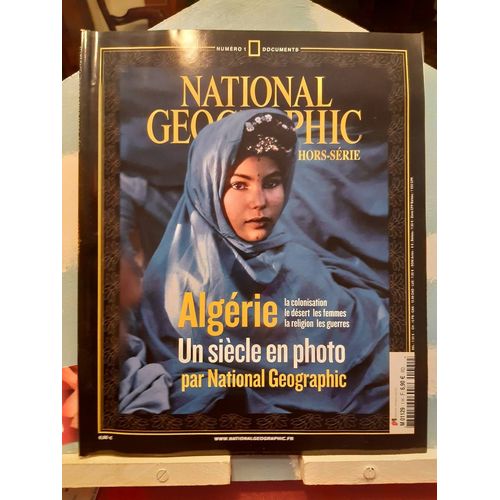 NUMÉRO 1 DOCUMENTS
NATIONAL
GEOGRAPHIC
HORS-SÉRIE
Algérie
la colonisation
le désert les femmes
la religion les guerres
Un siècle en photo
par National Geographic
WWW.NATIONALGEOGRAPHIC.FR